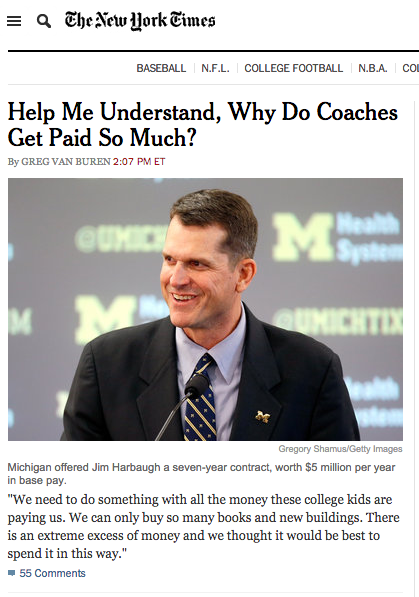 The New York Times
BASEBALL N.F.L. COLLEGE FOOTBALL N.B.A. COL
Help Me Understand, Why Do Coaches
Get Paid So Much?
By GREG VAN BUREN 2:07 PM ET
M Health
System
@UMICH
M
M
@UMICHTIX
Health
System
M
Gregory Shamus/Getty Images
Michigan offered Jim Harbaugh a seven-year contract, worth $5 million per year
in base pay.
"We need to do something with all the money these college kids are
paying us. We can only buy so many books and new buildings. There
is an extreme excess of money and we thought it would be best to
spend it in this way."
55 Comments